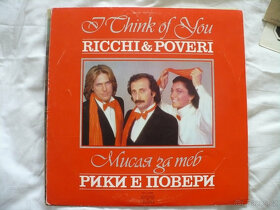 I Think of You
RICCHI & POVERI
Мисля за теб
РИКИ Е ПОВЕРИ